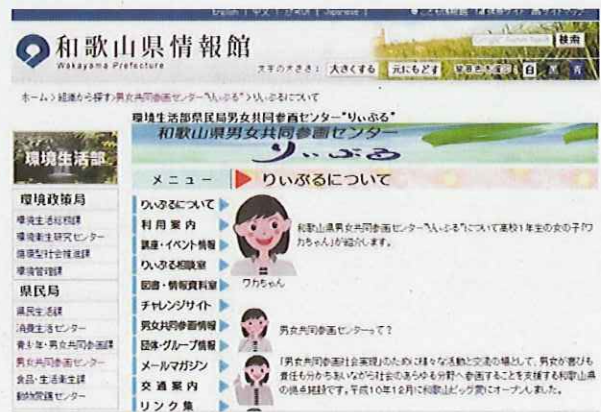 English | 中文 | 한국어 | Japanese |
和歌山県情報館
Wakayama Prefecture
検索
文字の大きさ： 大きくする 元にもどす 白 黒 青
ホーム > 組織から探す > 男女共同参画センター“りぃぶる” > りぃぶるについて
環境生活部県民局男女共同参画センター“りぃぶる”
和歌山県男女共同参画センター
りぃぶる
環境生活部
メニュー
りぃぶるについて
環境政策局
環境生活総務課
環境衛生研究センター
循環型社会推進課
環境管理課
県民局
県民生活課
消費生活センター
青少年・男女共同参画課
男女共同参画センター
食品・生活衛生課
動物愛護センター
りぃぶるについて
利用案内
講座・イベント情報
りぃぶる相談室
図書・情報資料室
チャレンジサイト
男女共同参画情報
団体・グループ情報
メールマガジン
交通案内
リンク集
和歌山県男女共同参画センター“りぃぶる”について高校1年生の女の子「ワ
カちゃん」が紹介します。
ワカちゃん
男女共同参画センターって？
「男女共同参画社会実現」のために様々な活動と交流の場として、男女が喜びも
責任も分かちあいながら社会のあらゆる分野へ参画することを支援する和歌山県
の拠点施設です。平成10年12月に和歌山ビッグ愛にオープンしました。